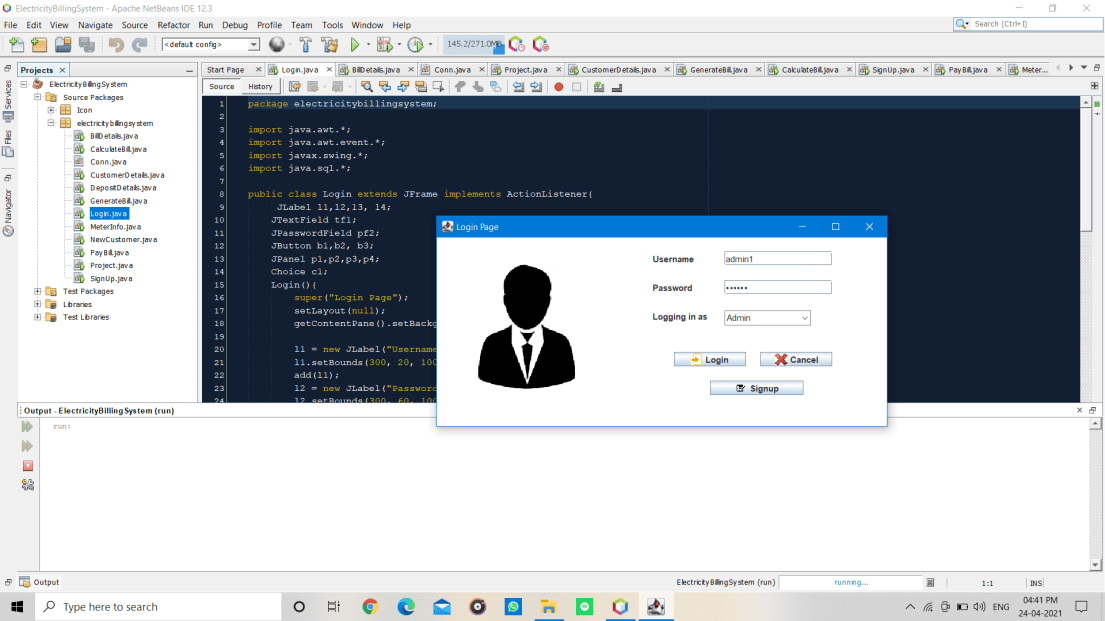 ElectricityBillingSystem - Apache NetBeans IDE 12.3
File Edit View Navigate Source Refactor Run Debug Profile Team Tools Window Help
Search (Ctrl+I)
<default config>
145.2/271.0MB
Projects
Start Page
Login.java
BillDetails.java
Conn.java
Project.java
CustomerDetails.java
GenerateBill.java
CalculateBill.java
SignUp.java
PayBill.java
Meter...
Services
Files
Navigator
ElectricityBillingSystem
Source Packages
Icon
electricitybillingsystem
BillDetails.java
CalculateBill.java
Conn.java
CustomerDetails.java
DepositDetails.java
GenerateBill.java
Login.java
MeterInfo.java
NewCustomer.java
PayBill.java
Project.java
SignUp.java
Test Packages
Libraries
Test Libraries
Source History
1 package electricitybillingsystem;
2
3 import java.awt.*;
4 import java.awt.event.*;
5 import javax.swing.*;
6 import java.sql.*;
7
8 public class Login extends JFrame implements ActionListener{
9 JLabel l1,l2,l3, l4;
10 JTextField tf1;
11 JPasswordField pf2;
12 JButton b1,b2, b3;
13 JPanel p1,p2,p3,p4;
14 Choice c1;
15 Login(){
16 super("Login Page");
17 setLayout(null);
18 getContentPane().setBackg
19
20 l1 = new JLabel("Username
21 l1.setBounds(300, 20, 100
22 add(l1);
23 l2 = new JLabel("Passwor
24 l2.setBounds(300, 60, 100
Login Page
Username admin1
Password ••••••
Logging in as Admin
Login
Cancel
Signup
Output - ElectricityBillingSystem (run)
run:
Output
ElectricityBillingSystem (run)
running...
1:1
INS
Type here to search
ENG
04:41 PM
24-04-2021